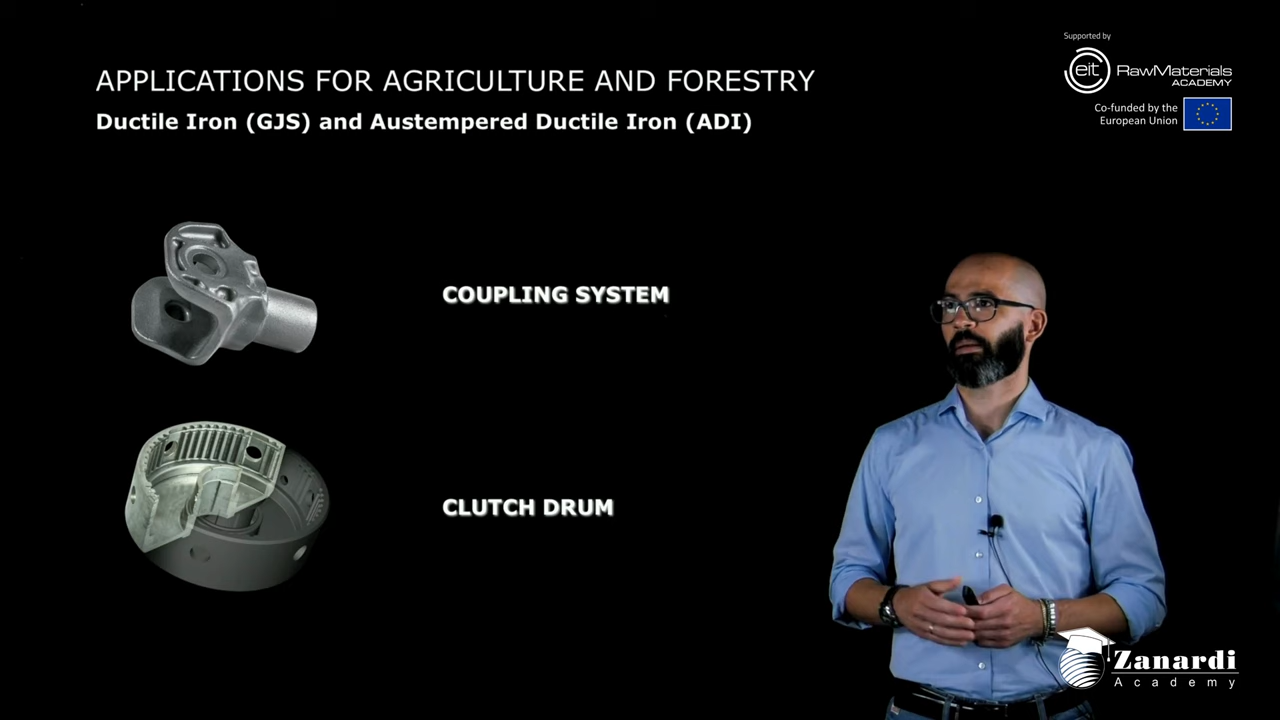 Supported by
eit RawMaterials
ACADEMY
Co-funded by the
European Union
APPLICATIONS FOR AGRICULTURE AND FORESTRY
Ductile Iron (GJS) and Austempered Ductile Iron (ADI)
COUPLING SYSTEM
CLUTCH DRUM
Zanardi
Academy